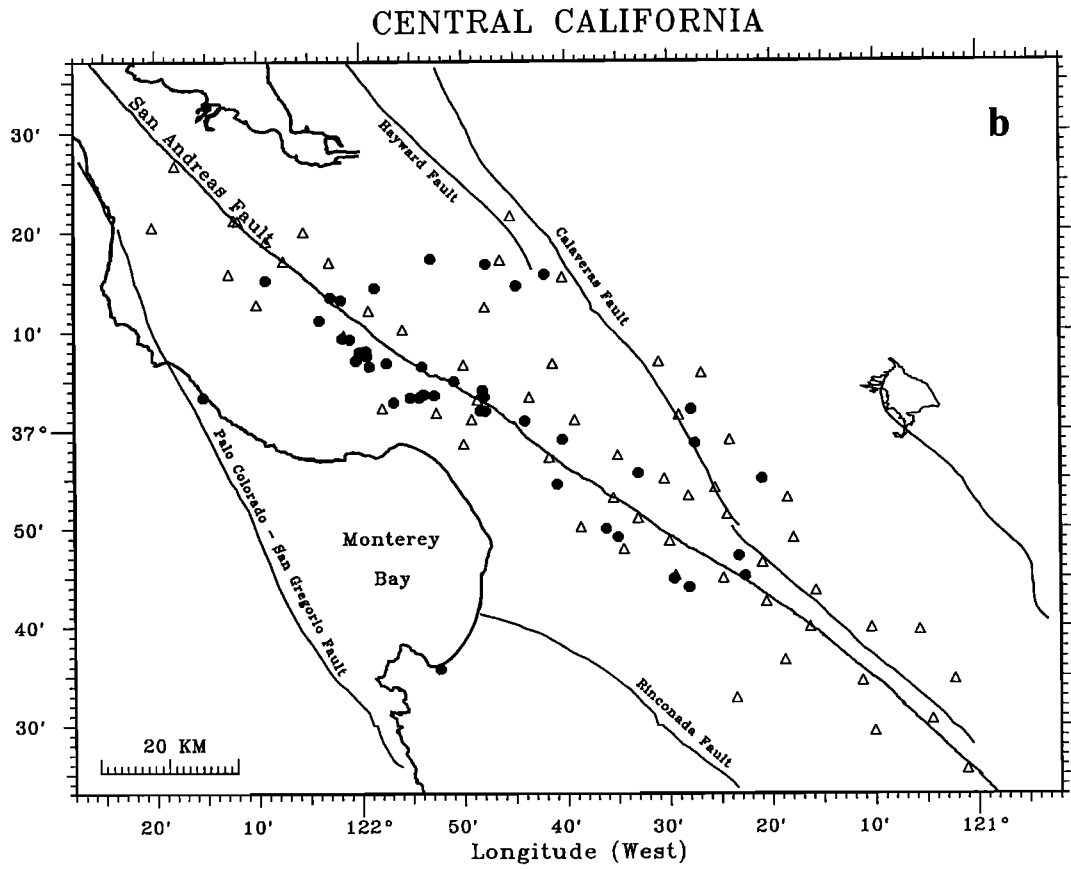 CENTRAL CALIFORNIA
b
30'
20'
10'
37°
50'
40'
30'
San Andreas Fault
Hayward Fault
Calaveras Fault
Palo Colorado - San Gregorio Fault
Monterey
Bay
Rinconada Fault
20 KM
20'
122°
50'
40'
30'
20'
10'
121°
Longitude (West)